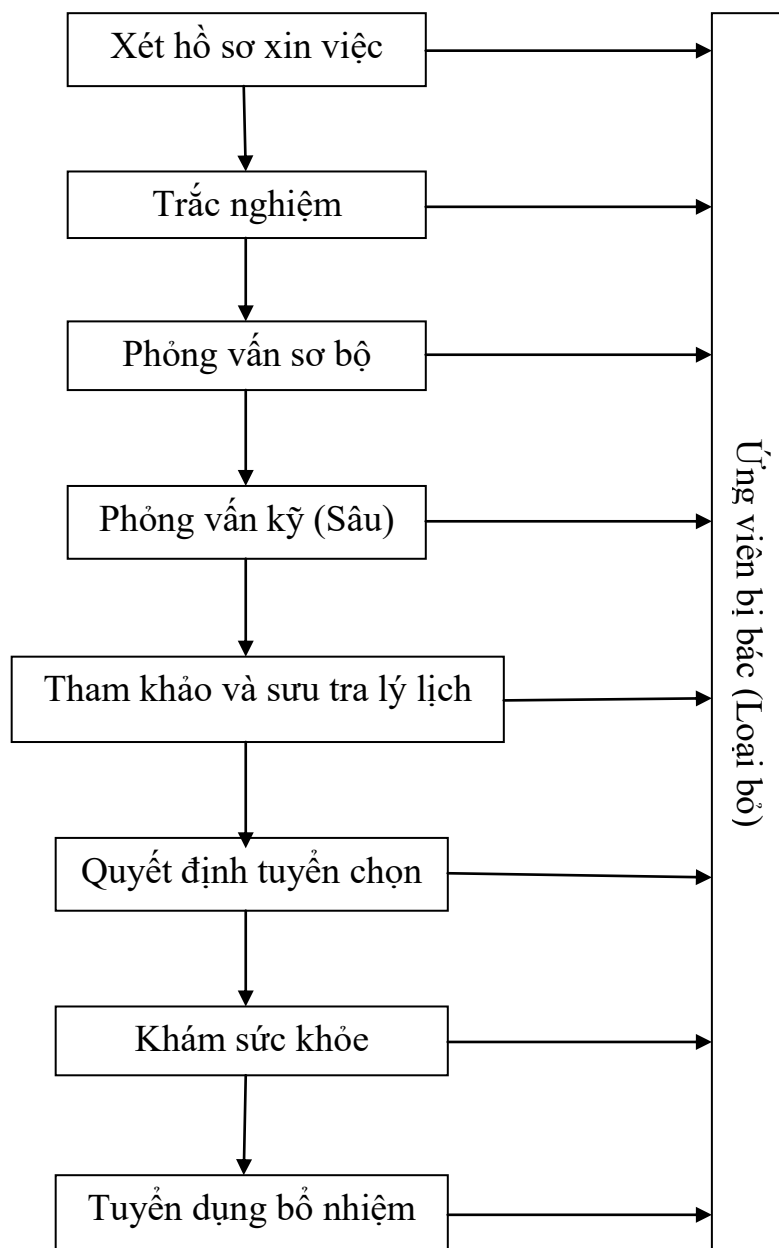 Xét hồ sơ xin việc
Trắc nghiệm
Phỏng vấn sơ bộ
Phỏng vấn kỹ (Sâu)
Tham khảo và sưu tra lý lịch
Quyết định tuyển chọn
Khám sức khỏe
Tuyển dụng bổ nhiệm
Ứng viên bị bác (Loại bỏ)